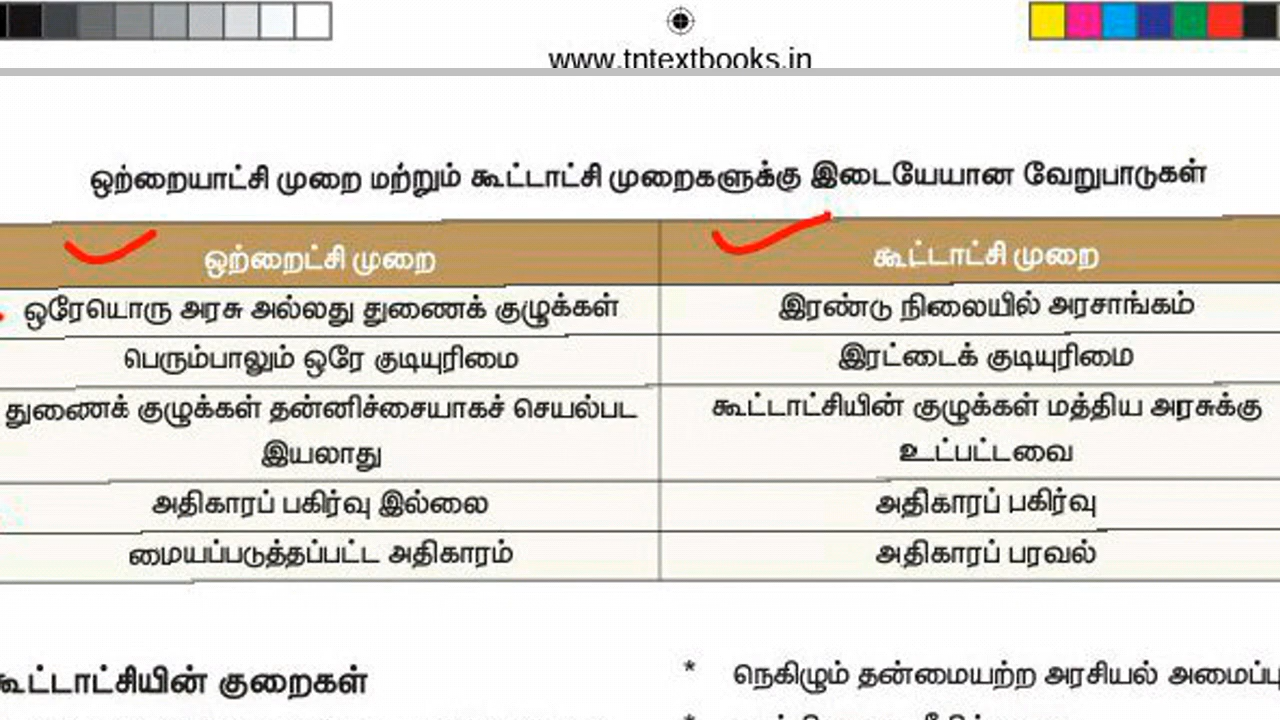 www.tntextbooks.in
ஒற்றையாட்சி முறை மற்றும் கூட்டாட்சி முறைகளுக்கு இடையேயான வேறுபாடுகள்
ஒற்றைட்சி முறை
கூட்டாட்சி முறை
ஒரேயொரு அரசு அல்லது துணைக் குழுக்கள்
இரண்டு நிலையில் அரசாங்கம்
பெரும்பாலும் ஒரே குடியுரிமை
இரட்டைக் குடியுரிமை
துணைக் குழுக்கள் தன்னிச்சையாகச் செயல்பட
இயலாது
கூட்டாட்சியின் குழுக்கள் மத்திய அரசுக்கு
உட்பட்டவை
அதிகாரப் பகிர்வு இல்லை
அதிகாரப் பகிர்வு
மையப்படுத்தப்பட்ட அதிகாரம்
அதிகாரப் பரவல்
கூட்டாட்சியின் குறைகள்
* நெகிழும் தன்மையற்ற அரசியல் அமைப்பு